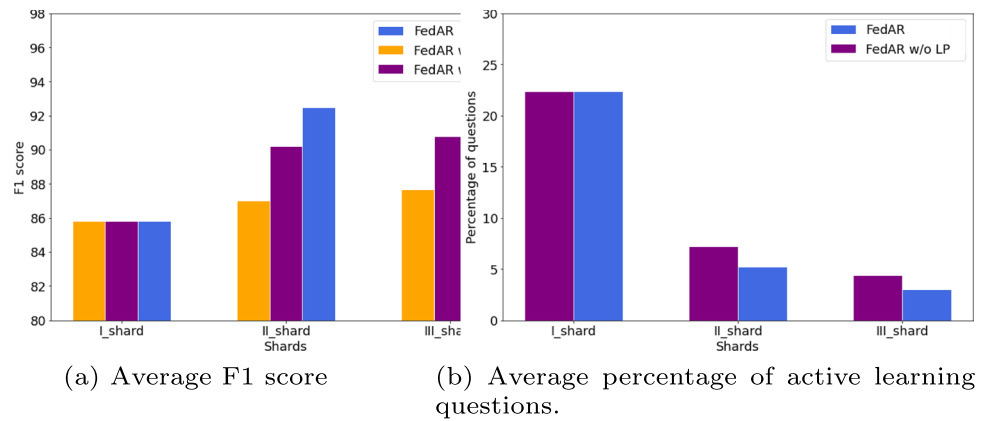 98
96
94
92
90
88
86
84
82
80
F1 score
FedAR
FedAR
FedAR
I_shard
II_shard
Shards
30
25
20
15
10
5
0
Percentage of questions
FedAR
FedAR w/o LP
I_shard
II_shard
III_shard
Shards
(a) Average F1 score
(b) Average percentage of active learning
questions.